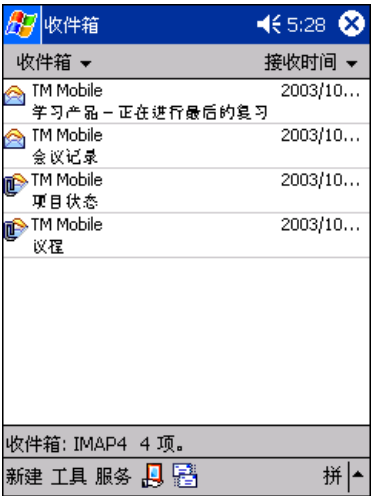 收件箱 5:28
收件箱 接收时间
TM Mobile 2003/10...
学习产品－正在进行最后的复习
TM Mobile 2003/10...
会议记录
TM Mobile 2003/10...
项目状态
TM Mobile 2003/10...
议程
收件箱: IMAP4 4 项。
新建 工具 服务 拼